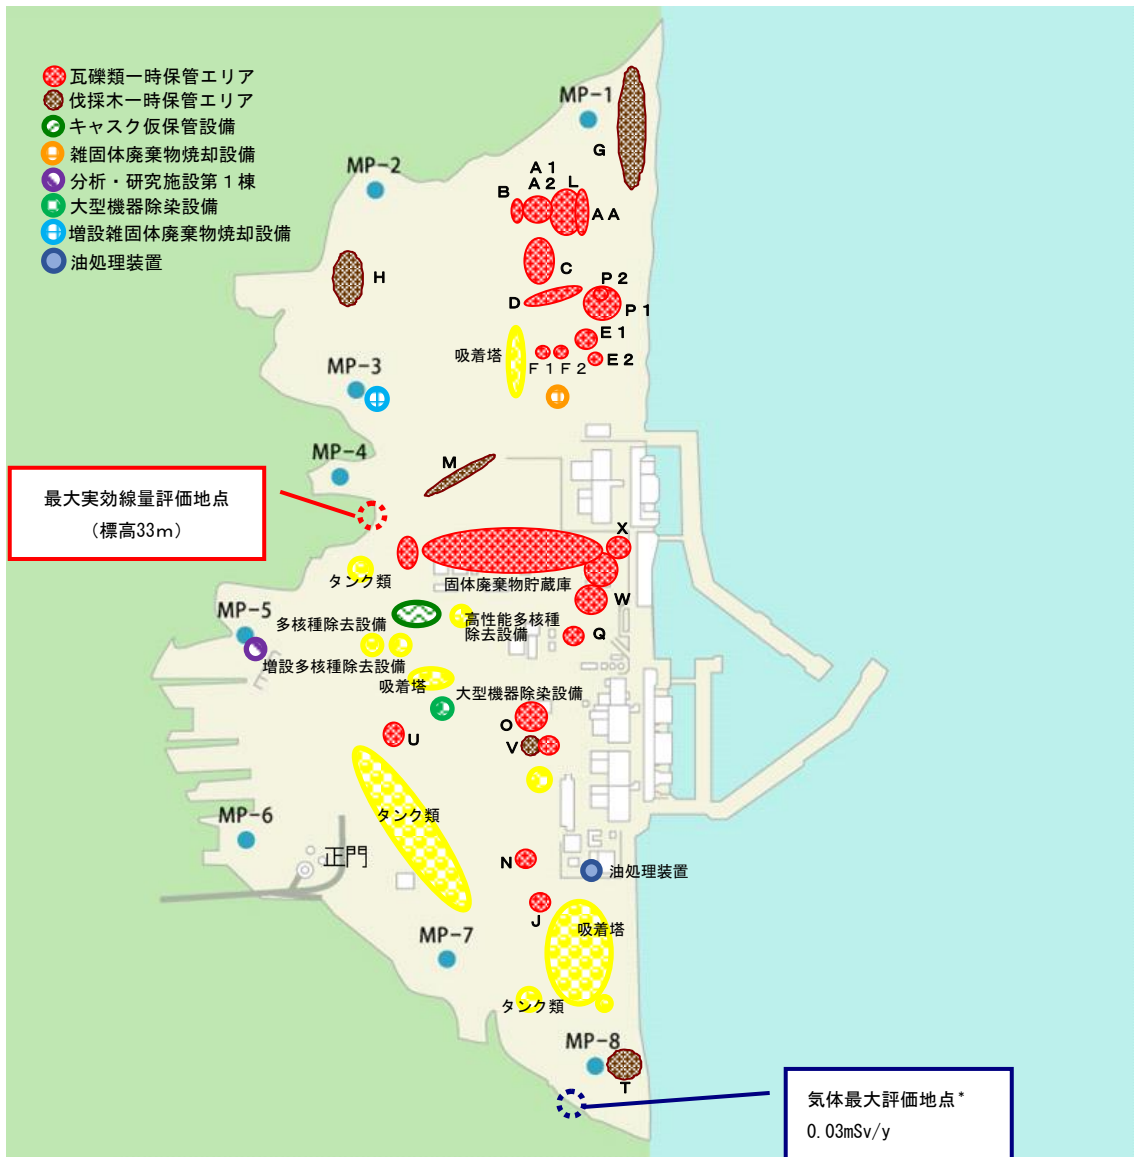 瓦礫類一時保管エリア
伐採木一時保管エリア
キャスク仮保管設備
雑固体廃棄物焼却設備
分析・研究施設第1棟
大型機器除染設備
増設雑固体廃棄物焼却設備
油処理装置
MP-1
G
MP-2
A1
A2
L
B
AA
H
C
P2
D
P1
E1
吸着塔
E2
F1
F2
MP-3
MP-4
M
最大実効線量評価地点
(標高33m)
X
タンク類
固体廃棄物貯蔵庫
W
MP-5
多核種除去設備
高性能多核種
除去設備
Q
増設多核種除去設備
吸着塔
大型機器除染設備
O
U
V
MP-6
タンク類
正門
N
油処理装置
J
吸着塔
MP-7
タンク類
MP-8
T
気体最大評価地点*
0.03mSv/y